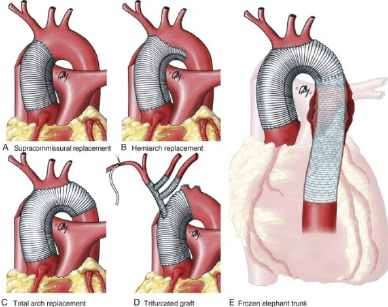 A Supracommissural replacement
B Hemiarch replacement
C Total arch replacement
D Trifurcated graft
E Frozen elephant trunk